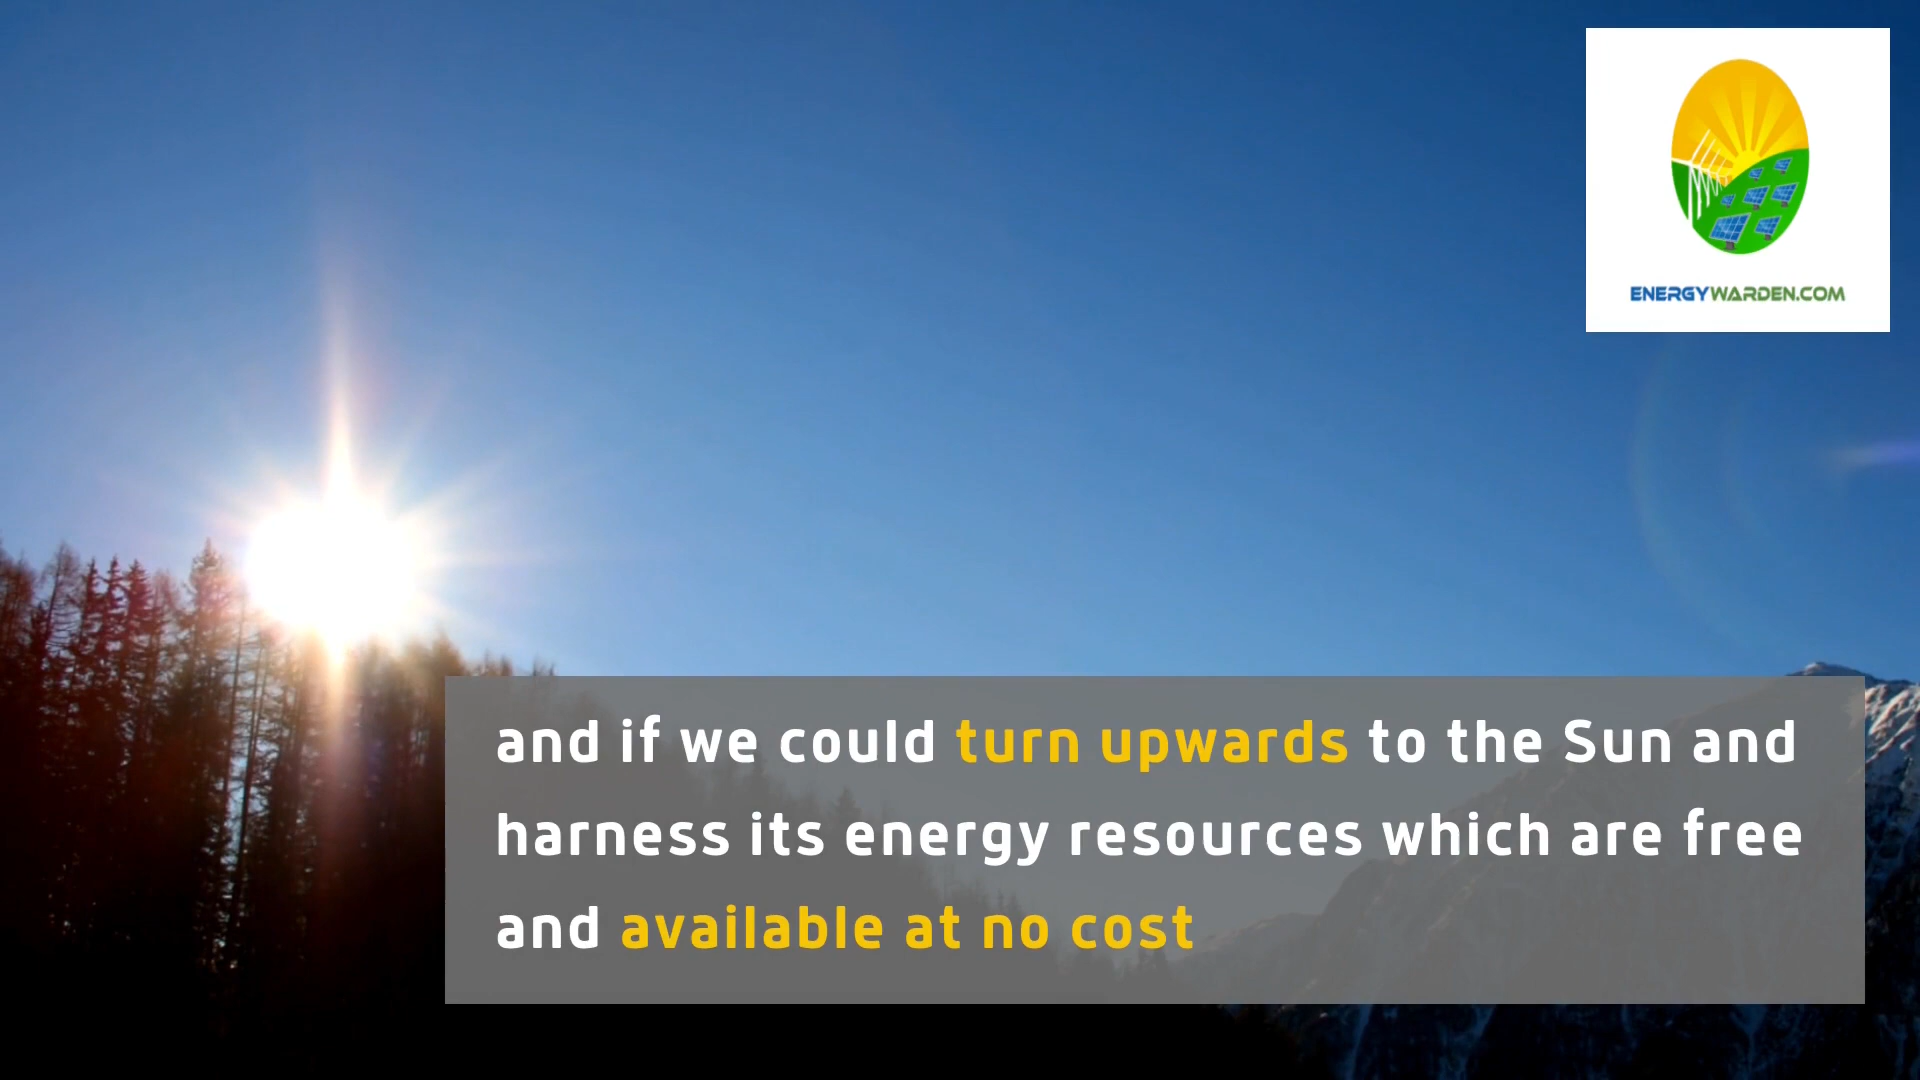 ENERGYWARDEN.COM
and if we could turn upwards to the Sun and
harness its energy resources which are free
and available at no cost